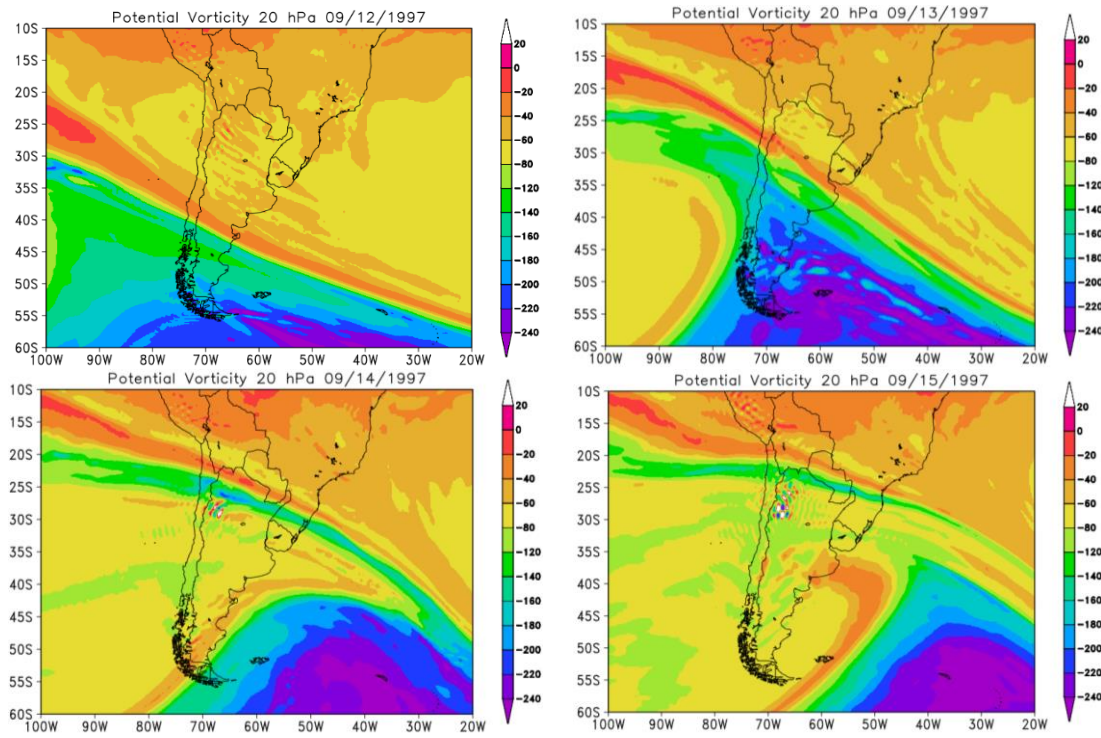 Potential Vorticity 20 hPa 09/12/1997
10S
15S
20S
25S
30S
35S
40S
45S
50S
55S
60S
100W 90W 80W 70W 60W 50W 40W 30W 20W
20
0
-20
-40
-60
-80
-120
-140
-160
-180
-200
-220
-240
Potential Vorticity 20 hPa 09/13/1997
10S
15S
20S
25S
30S
35S
40S
45S
50S
55S
60S
100W 90W 80W 70W 60W 50W 40W 30W 20W
20
0
-20
-40
-60
-80
-120
-140
-160
-180
-200
-220
-240
Potential Vorticity 20 hPa 09/14/1997
10S
15S
20S
25S
30S
35S
40S
45S
50S
55S
60S
100W 90W 80W 70W 60W 50W 40W 30W 20W
20
0
-20
-40
-60
-80
-120
-140
-160
-180
-200
-220
-240
Potential Vorticity 20 hPa 09/15/1997
10S
15S
20S
25S
30S
35S
40S
45S
50S
55S
60S
100W 90W 80W 70W 60W 50W 40W 30W 20W
20
0
-20
-40
-60
-80
-120
-140
-160
-180
-200
-220
-240